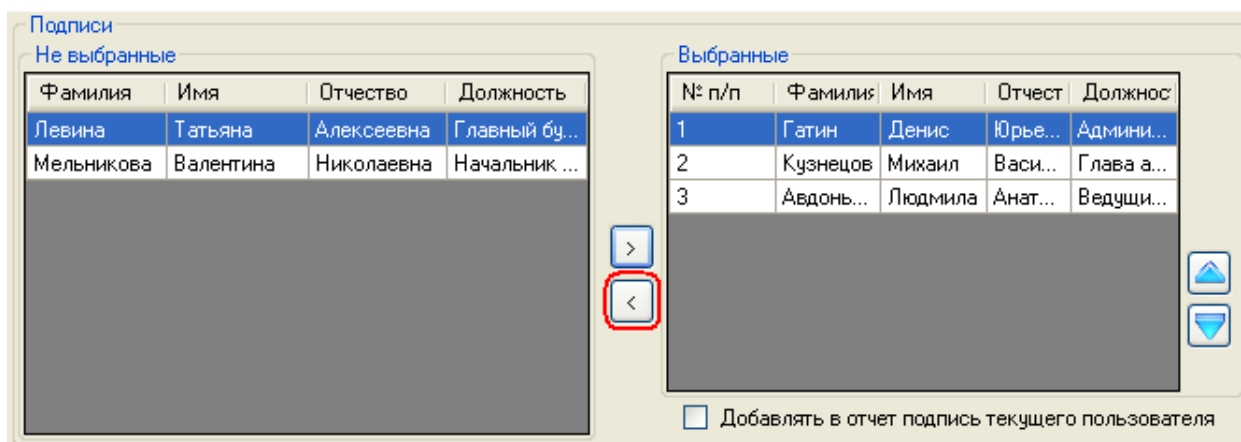 Подписи
Не выбранные
Фамилия Имя Отчество Должность
Левина Татьяна Алексеевна Главный бу...
Мельникова Валентина Николаевна Начальник ...
>
<
Выбранные
№ п/п Фамилия Имя Отчест Должнос
1 Гатин Денис Юрье... Админи...
2 Кузнецов Михаил Васи... Глава а...
3 Авдонь... Людмила Анат... Ведущи...
Добавлять в отчет подпись текущего пользователя